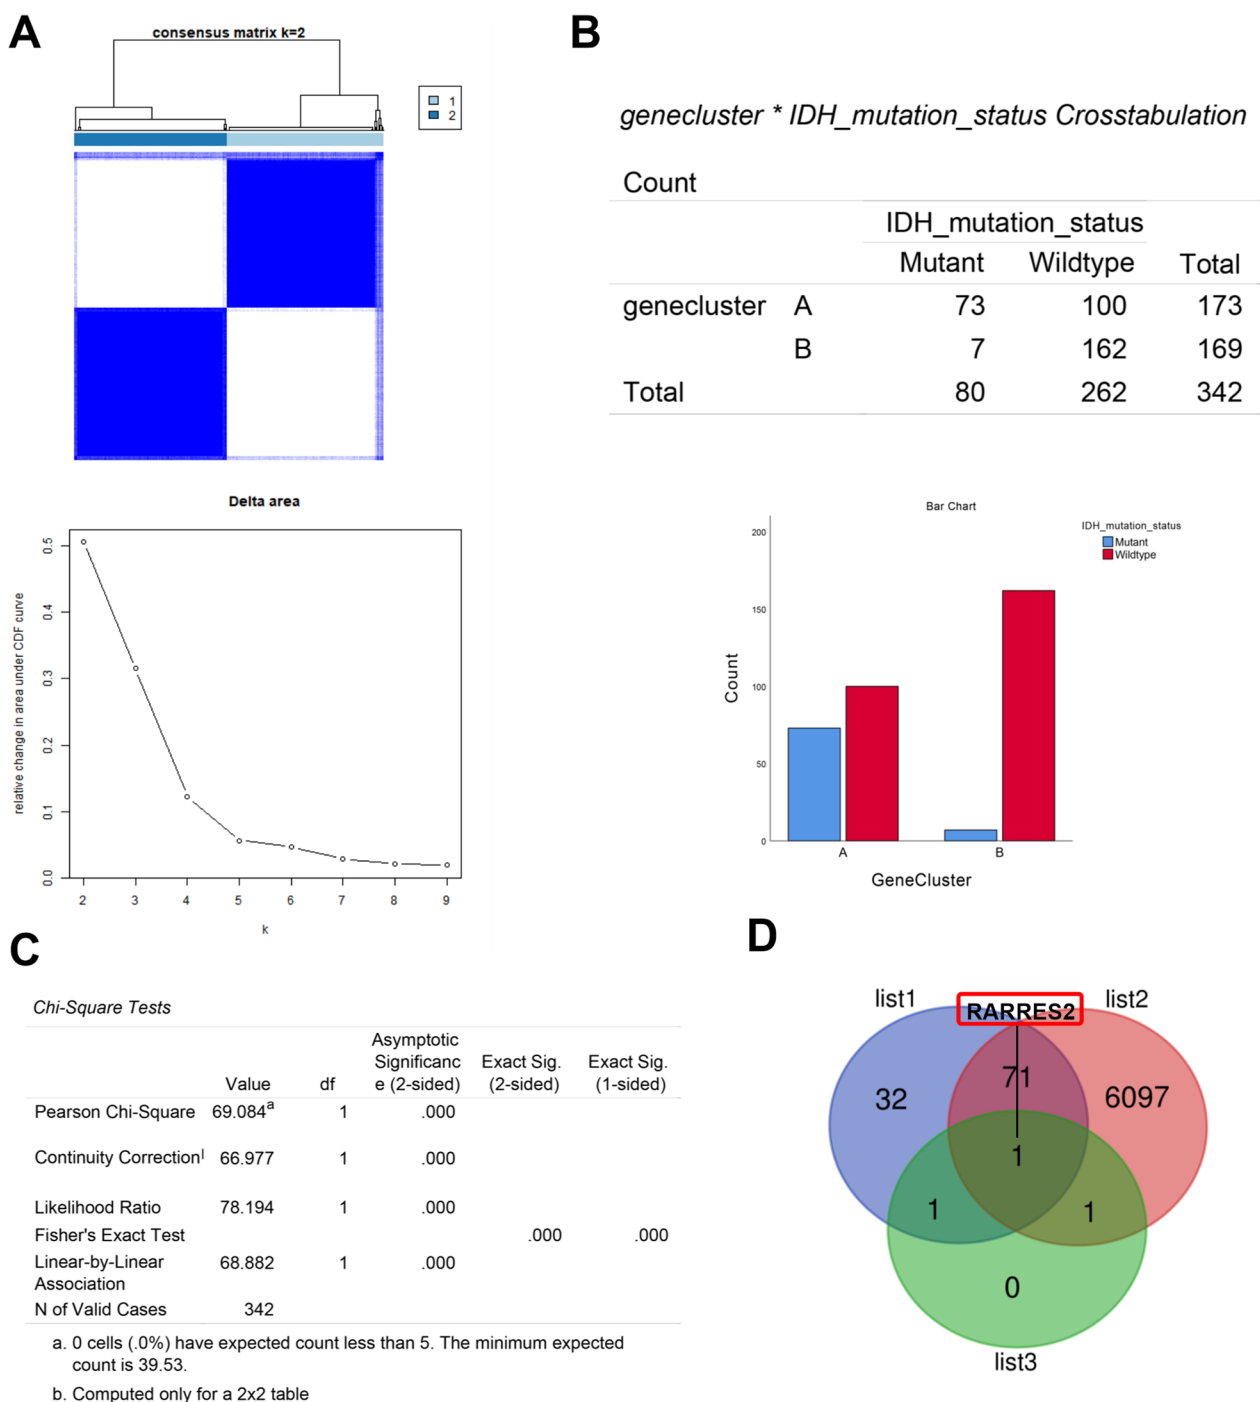 A
consensus matrix k=2
1
2
Delta area
relative change in area under CDF curve
0.5
0.4
0.3
0.2
0.1
0.0
2 3 4 5 6 7 8 9
k
B
genecluster * IDH_mutation_status Crosstabulation
Count
IDH_mutation_status
Mutant Wildtype Total
genecluster A 73 100 173
B 7 162 169
Total 80 262 342
Bar Chart
IDH_mutation_status
Mutant
Wildtype
Count
200
150
100
50
0
A B
GeneCluster
C
Chi-Square Tests
Asymptotic
Significanc Exact Sig. Exact Sig.
Value df e (2-sided) (2-sided) (1-sided)
Pearson Chi-Square 69.084a 1 .000
Continuity Correction 66.977 1 .000
Likelihood Ratio 78.194 1 .000
Fisher's Exact Test .000 .000
Linear-by-Linear 68.882 1 .000
Association
N of Valid Cases 342
a. 0 cells (.0%) have expected count less than 5. The minimum expected
count is 39.53.
b. Computed only for a 2x2 table
D
list1 RARRES2 list2
71
32 6097
1
1 1
0
list3